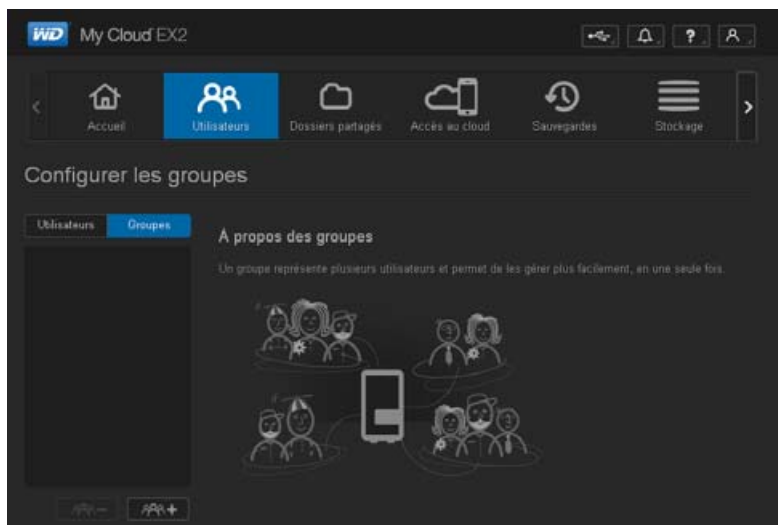 WD My Cloud EX2
Accueil
Utilisateurs
Dossiers partagés
Accès au cloud
Sauvegardes
Stockage
Configurer les groupes
Utilisateurs
Groupes
À propos des groupes
Un groupe représente plusieurs utilisateurs et permet de les gérer plus facilement, en une seule fois.